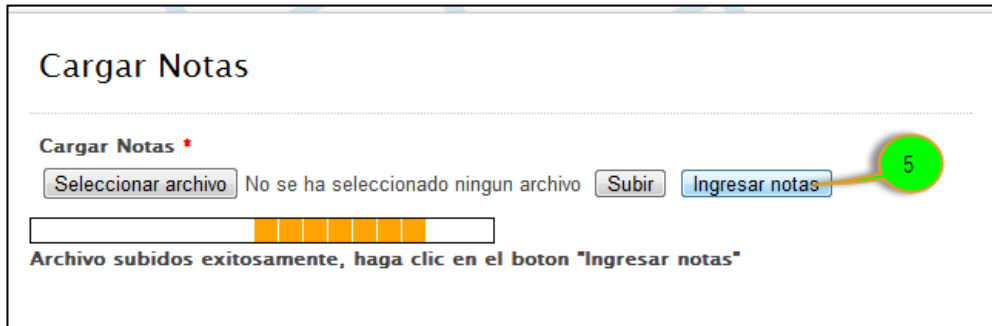 Cargar Notas
Cargar Notas *
Seleccionar archivo No se ha seleccionado ningun archivo Subir Ingresar notas 5
Archivo subidos exitosamente, haga clic en el boton "Ingresar notas"